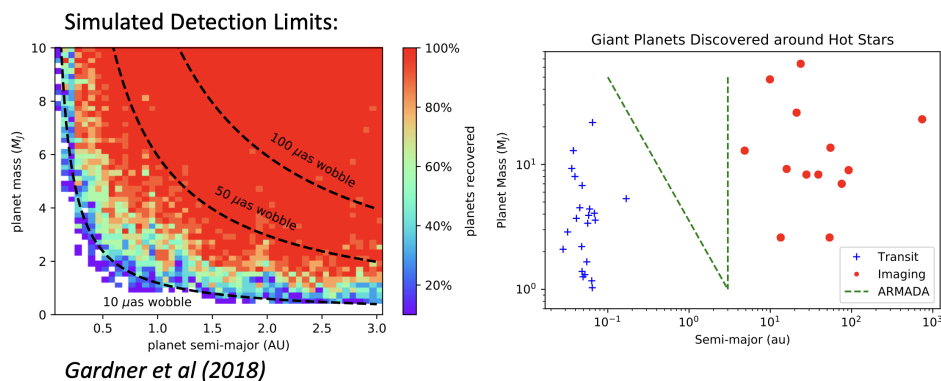 Simulated Detection Limits:
10
8
6
4
2
0
planet mass (M_J)
100 μas wobble
50 μas wobble
10 μas wobble
0.5 1.0 1.5 2.0 2.5 3.0
planet semi-major (AU)
100%
80%
60%
40%
20%
planets recovered
Gardner et al (2018)
Giant Planets Discovered around Hot Stars
Planet Mass (M_J)
10¹
10⁰
Transit
Imaging
ARMADA
10⁻¹ 10⁰ 10¹ 10² 10³
Semi-major (au)